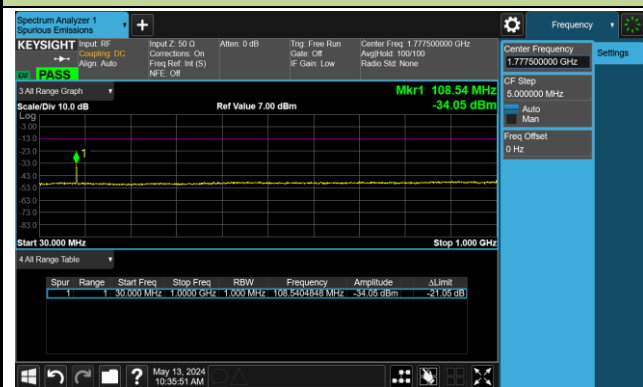 Spectrum Analyzer 1
Spurious Emissions
Frequency
KEYSIGHT
Input: RF
Coupling: DC
Align: Auto
Input Z: 50 Ω
Corrections: On
Freq Ref: Int (S)
NFE: Off
Atten: 0 dB
Trig: Free Run
Gate: Off
IF Gain: Low
Center Freq: 1.777500000 GHz
Avg|Hold: 100/100
Radio Std: None
PASS
Center Frequency
1.777500000 GHz
Settings
CF Step
5.000000 MHz
Auto
Man
Freq Offset
0 Hz
3 All Range Graph
Mkr1 108.54 MHz
Scale/Div 10.0 dB
Ref Value 7.00 dBm
-34.05 dBm
Log
-3.00
-13.0
-23.0
-33.0
-43.0
-53.0
-63.0
-73.0
-83.0
1
Start 30.000 MHz
Stop 1.000 GHz
4 All Range Table
Spur Range Start Freq Stop Freq RBW Frequency Amplitude ΔLimit
1 1 30.000 MHz 1.0000 GHz 1.000 MHz 108.5404848 MHz -34.05 dBm -21.05 dB
?
May 13, 2024
10:35:51 AM